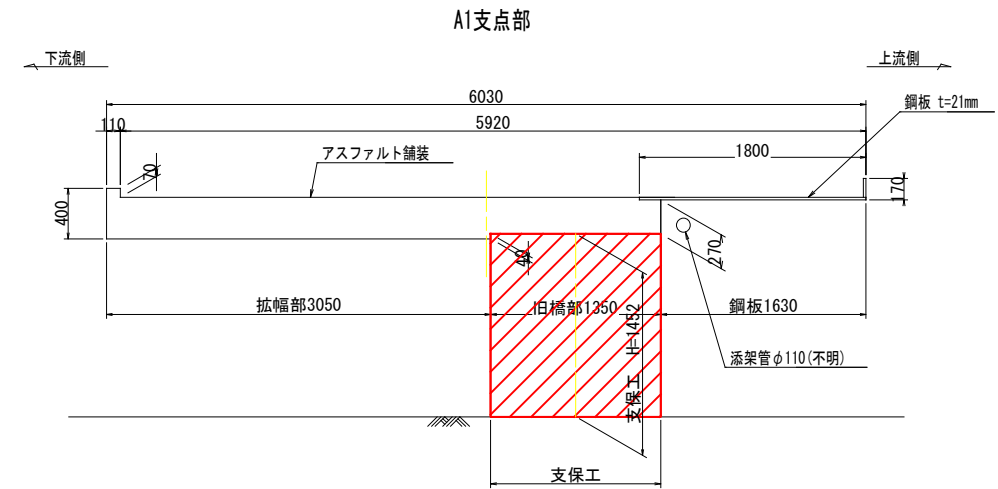 A1支点部
下流側
上流側
6030
鋼板 t=21mm
110
5920
アスファルト舗装
1800
70
170
400
270
40
拡幅部3050
旧橋部1350
鋼板1630
支保工 H=1452
添架管φ110(不明)
支保工